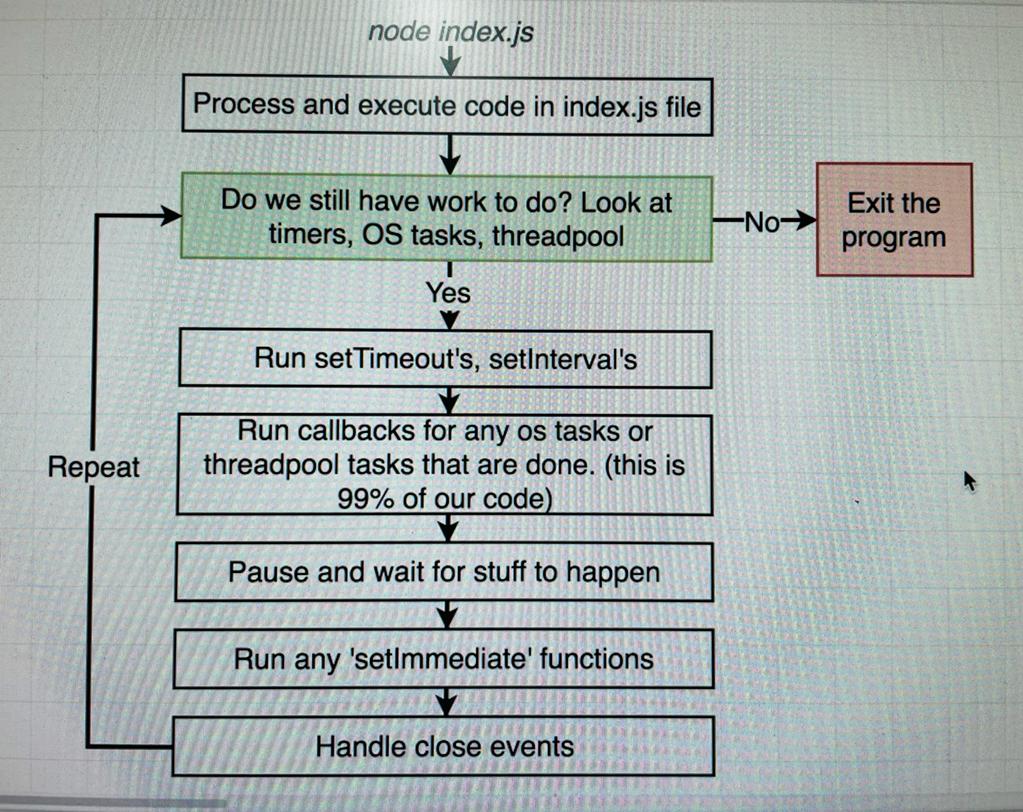 node index.js
Process and execute code in index.js file
Do we still have work to do? Look at
timers, OS tasks, threadpool
No
Exit the
program
Yes
Run setTimeout's, setInterval's
Run callbacks for any os tasks or
threadpool tasks that are done. (this is
99% of our code)
Repeat
Pause and wait for stuff to happen
Run any 'setImmediate' functions
Handle close events